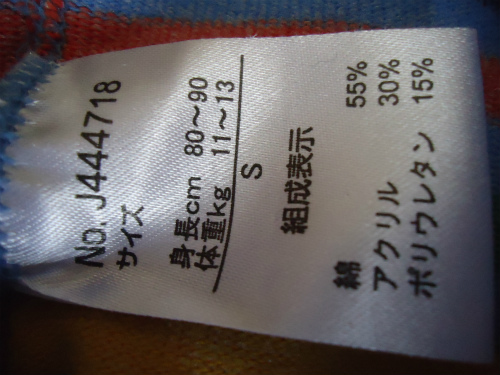 No. J444718
サイズ
身長cm 80～90
体重kg 11～13
S
組成表示
綿 55%
アクリル 30%
ポリウレタン 15%